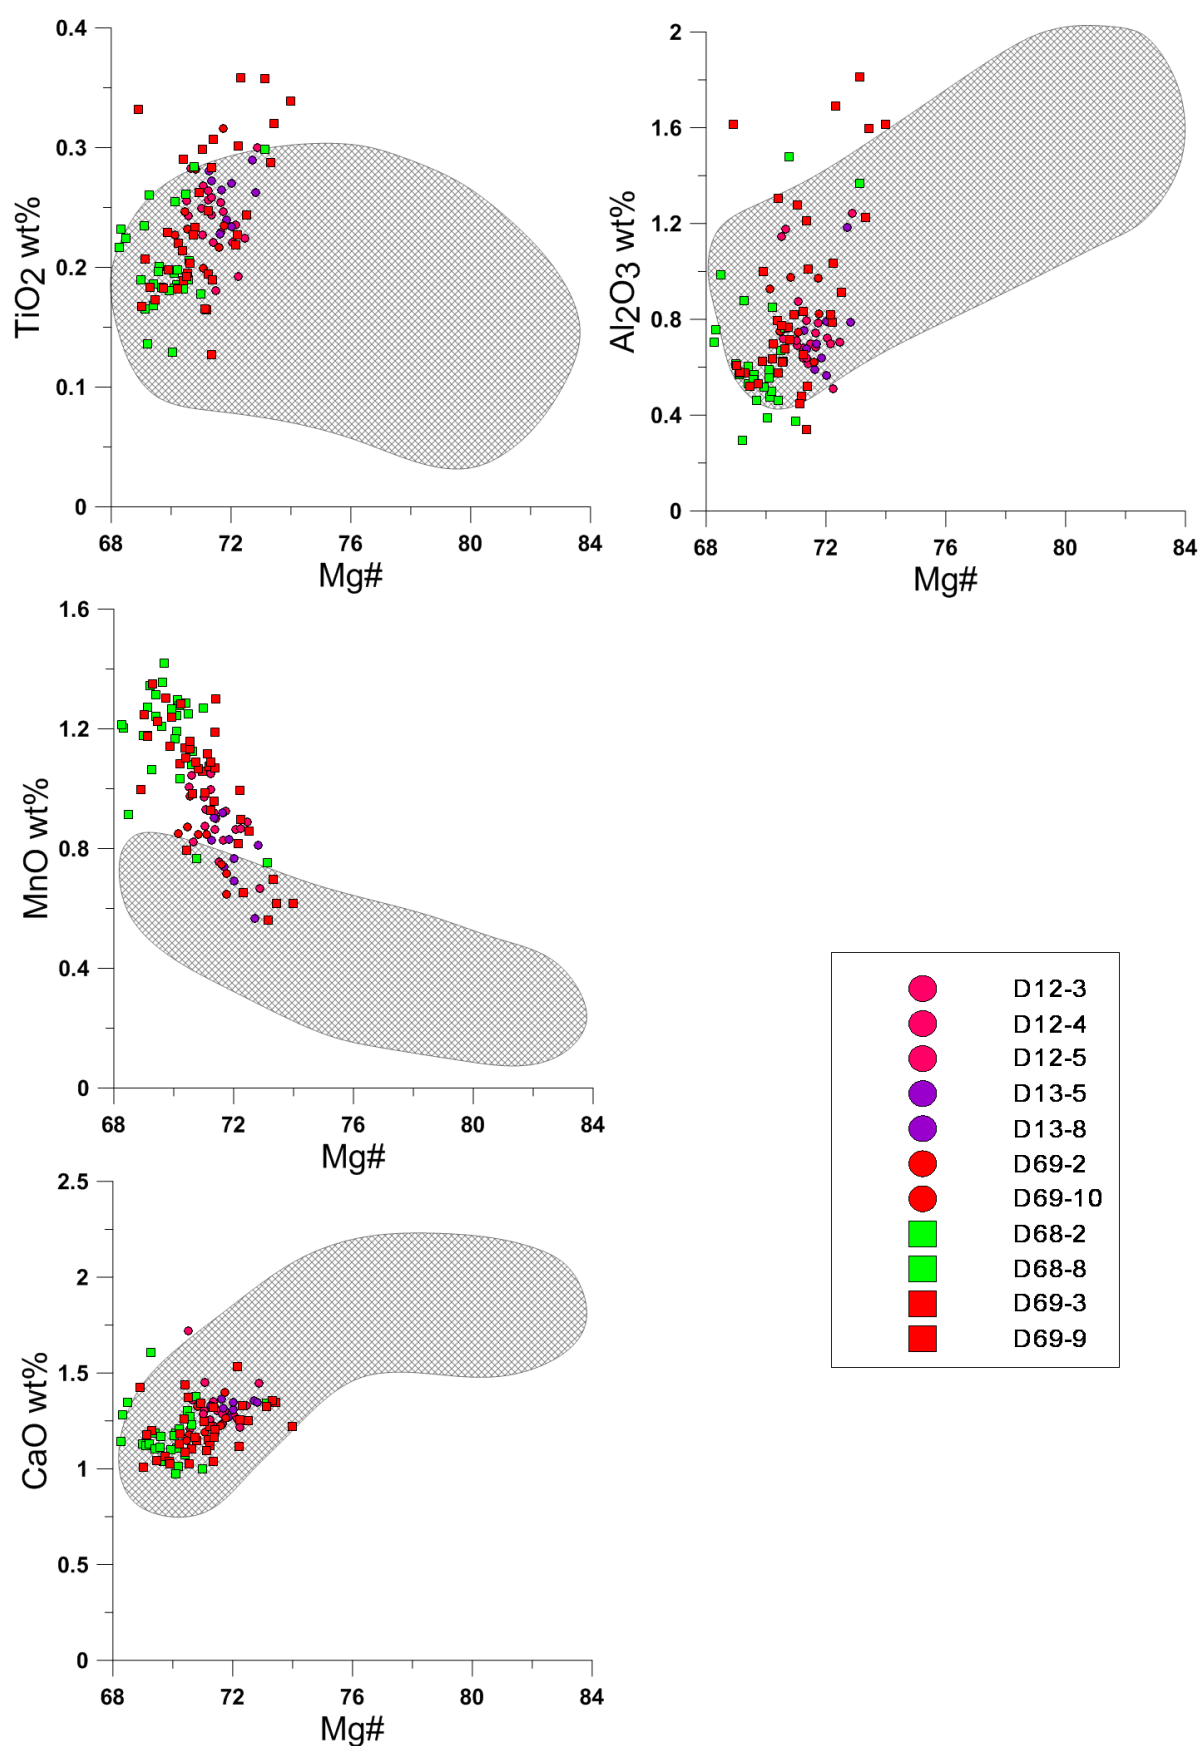 0.4
0.3
0.2
0.1
0
TiO2 wt%
68 72 76 80 84
Mg#
2
1.6
1.2
0.8
0.4
0
Al2O3 wt%
68 72 76 80 84
Mg#
1.6
1.2
0.8
0.4
0
MnO wt%
68 72 76 80 84
Mg#
D12-3
D12-4
D12-5
D13-5
D13-8
D69-2
D69-10
D68-2
D68-8
D69-3
D69-9
2.5
2
1.5
1
0.5
0
CaO wt%
68 72 76 80 84
Mg#